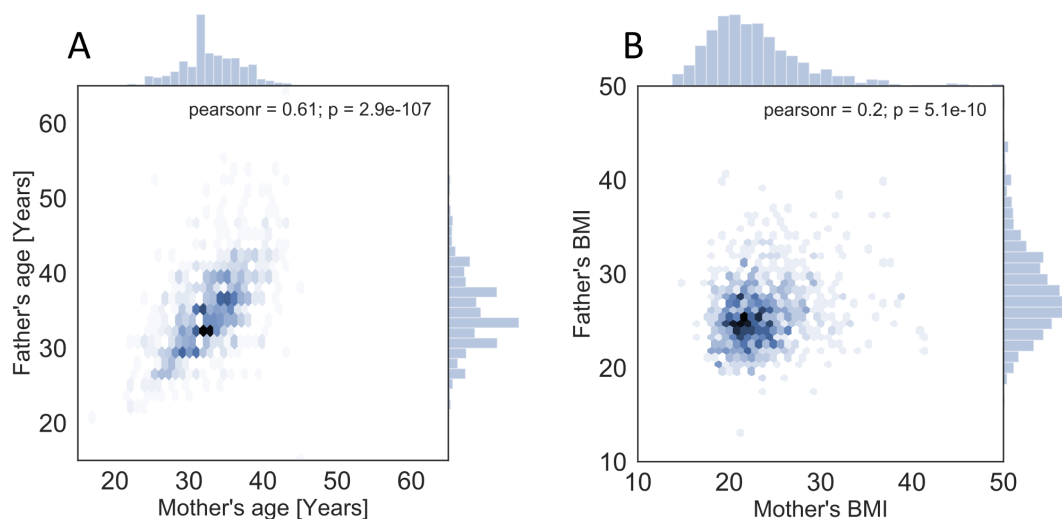 A
pearsonr = 0.61; p = 2.9e-107
60
50
40
30
20
Father's age [Years]
20 30 40 50 60
Mother's age [Years]
B
pearsonr = 0.2; p = 5.1e-10
50
40
30
20
10
Father's BMI
10 20 30 40 50
Mother's BMI